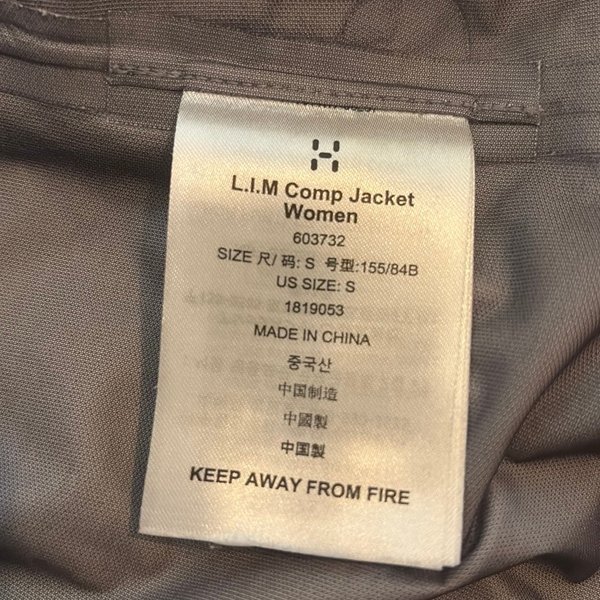 L.I.M Comp Jacket
Women
603732
SIZE 尺/ 码: S 号型:155/84B
US SIZE: S
1819053
MADE IN CHINA
중국산
中国制造
中國製
中国製
KEEP AWAY FROM FIRE